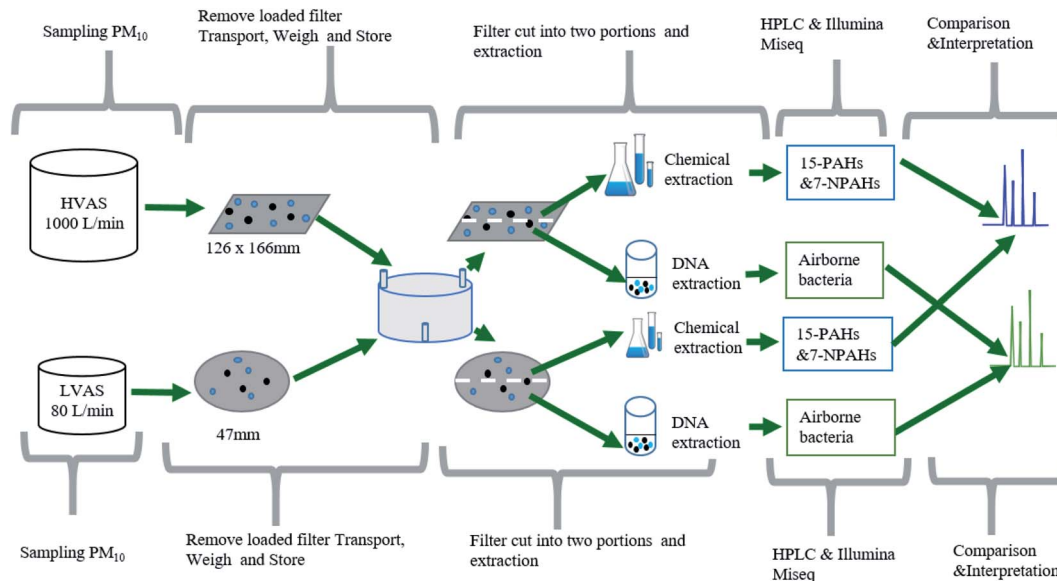 Sampling PM₁₀
Remove loaded filter
Transport, Weigh and Store
Filter cut into two portions and
extraction
HPLC & Illumina
Miseq
Comparison
&Interpretation
HVAS
1000 L/min
126 x 166mm
Chemical
extraction
15-PAHs
&7-NPAHs
DNA
extraction
Airborne
bacteria
LVAS
80 L/min
47mm
Chemical
extraction
15-PAHs
&7-NPAHs
DNA
extraction
Airborne
bacteria
Sampling PM₁₀
Remove loaded filter Transport,
Weigh and Store
Filter cut into two portions and
extraction
HPLC & Illumina
Miseq
Comparison
&Interpretation